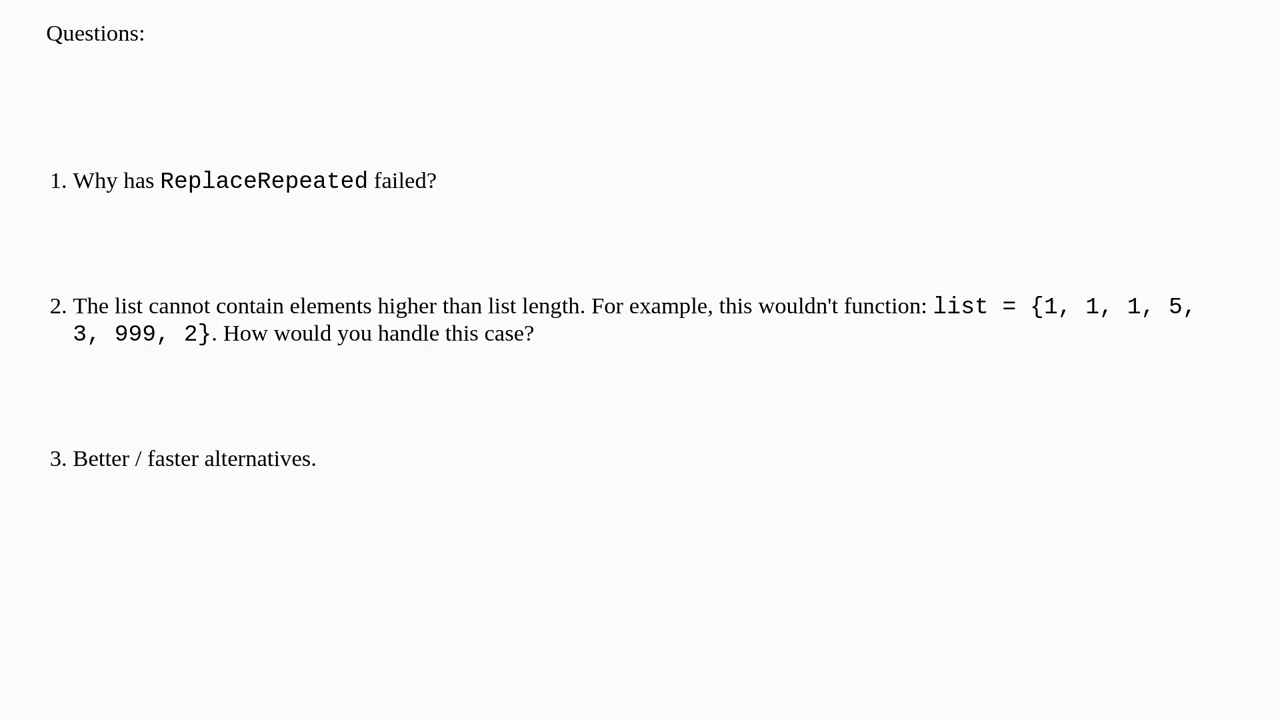 Questions:
1. Why has ReplaceRepeated failed?
2. The list cannot contain elements higher than list length. For example, this wouldn't function: list = {1, 1, 1, 5,
3, 999, 2}. How would you handle this case?
3. Better / faster alternatives.